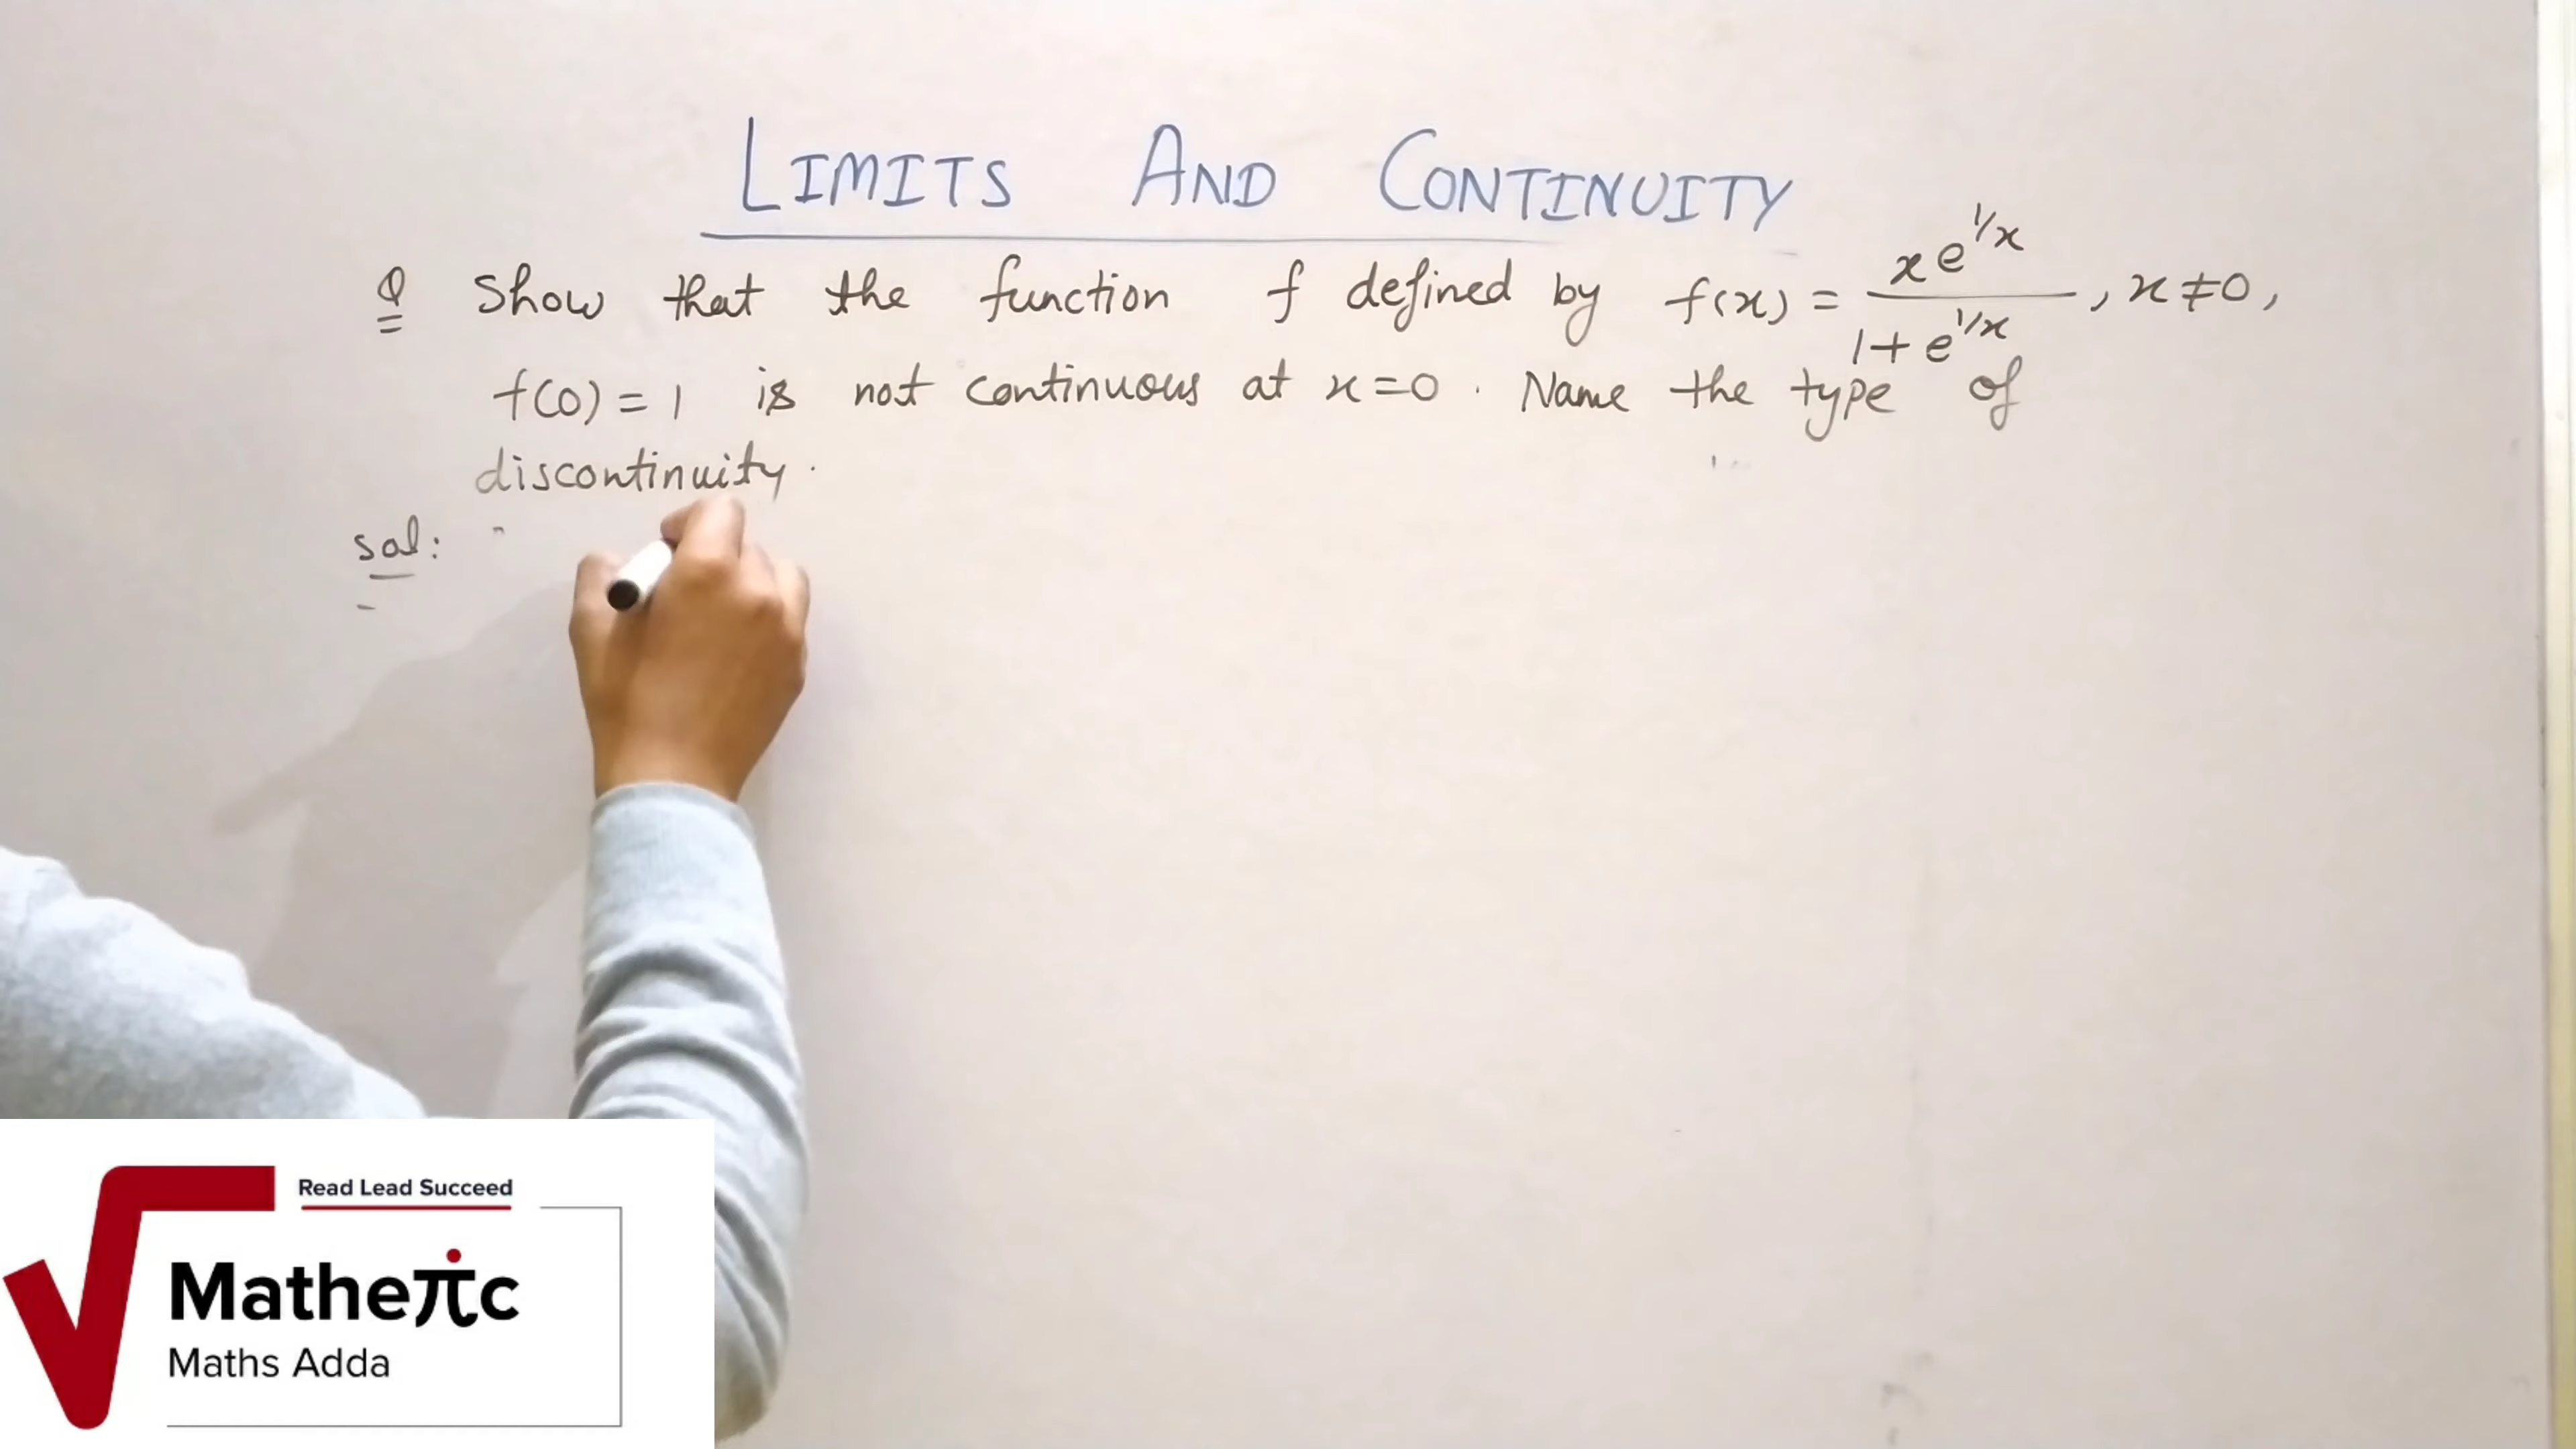 LIMITS AND CONTINUITY
Q Show that the function f defined by f(x) = xe^{1/x} / 1+e^{1/x} , x≠0,
f(0) = 1 is not continuous at x=0 . Name the type of
discontinuity.
sol:
Read Lead Succeed
Matheπc
Maths Adda